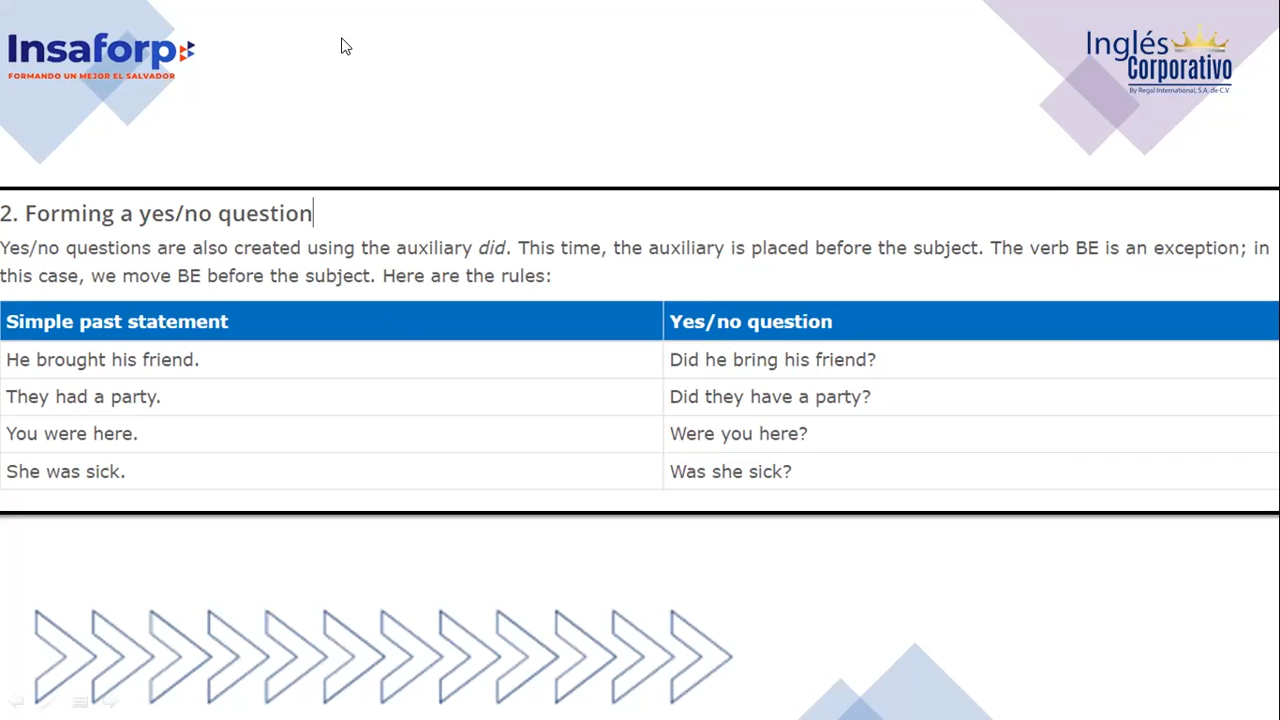 Insaforp
FORMANDO UN MEJOR EL SALVADOR
Inglés
Corporativo
By Regal International, S.A. de C.V.
2. Forming a yes/no question
Yes/no questions are also created using the auxiliary did. This time, the auxiliary is placed before the subject. The verb BE is an exception; in
this case, we move BE before the subject. Here are the rules:
Simple past statement Yes/no question
He brought his friend. Did he bring his friend?
They had a party. Did they have a party?
You were here. Were you here?
She was sick. Was she sick?